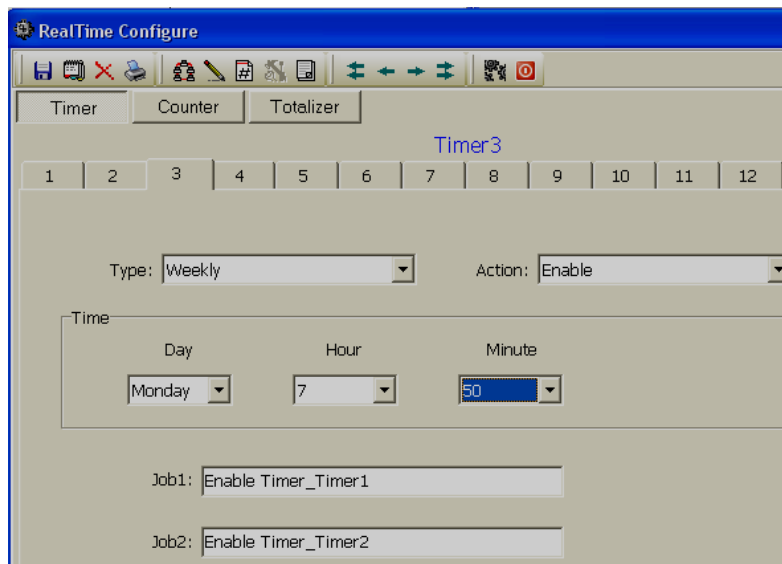 RealTime Configure
Timer Counter Totalizer
Timer3
1 2 3 4 5 6 7 8 9 10 11 12
Type: Weekly Action: Enable
Time
Day Hour Minute
Monday 7 50
Job1: Enable Timer_Timer1
Job2: Enable Timer_Timer2